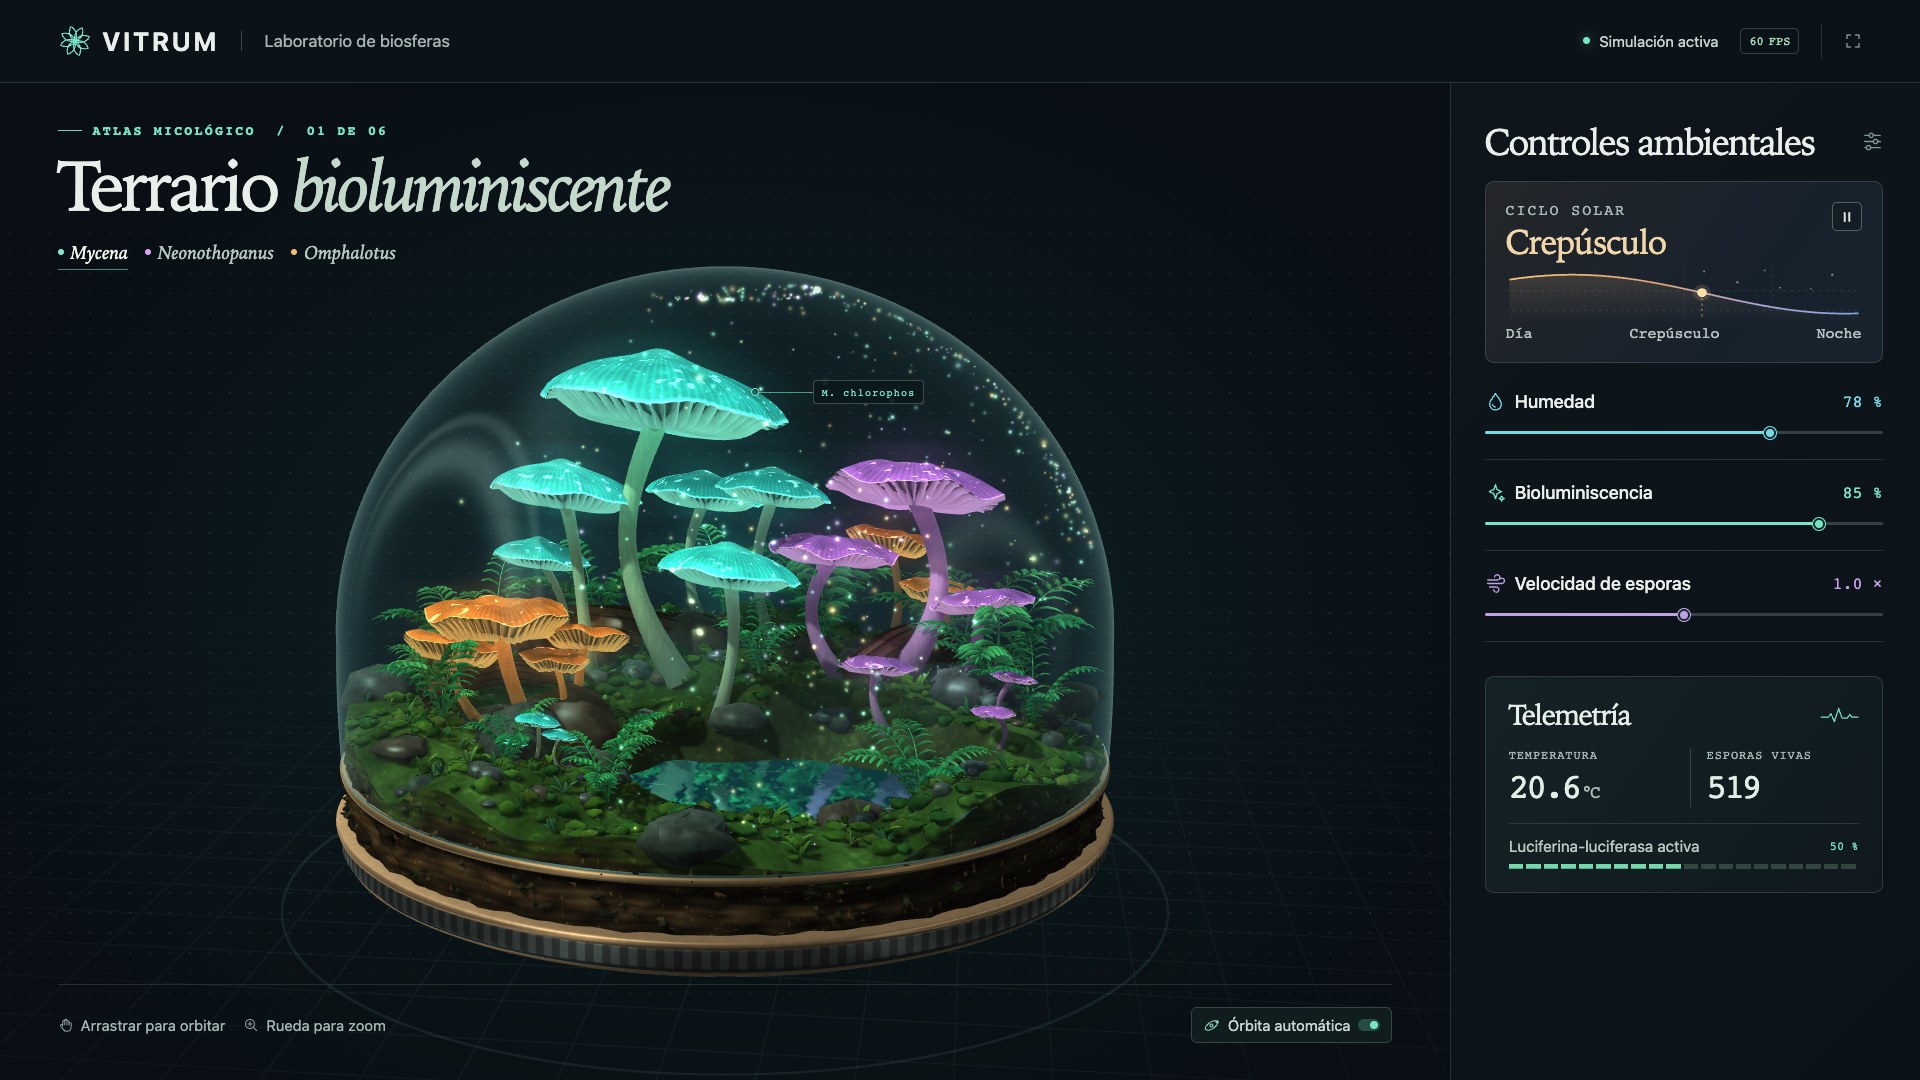 VITRUM
Laboratorio de biosferas
Simulación activa
60 FPS
ATLAS MICOLÓGICO / 01 DE 06
Terrario bioluminiscente
Mycena
Neonothopanus
Omphalotus
M. chlorophos
Arrastrar para orbitar
Rueda para zoom
Órbita automática
Controles ambientales
CICLO SOLAR
Crepúsculo
Día
Crepúsculo
Noche
Humedad
78 %
Bioluminiscencia
85 %
Velocidad de esporas
1.0 ×
Telemetría
TEMPERATURA
20.6 °C
ESPORAS VIVAS
519
Luciferina-luciferasa activa
50 %